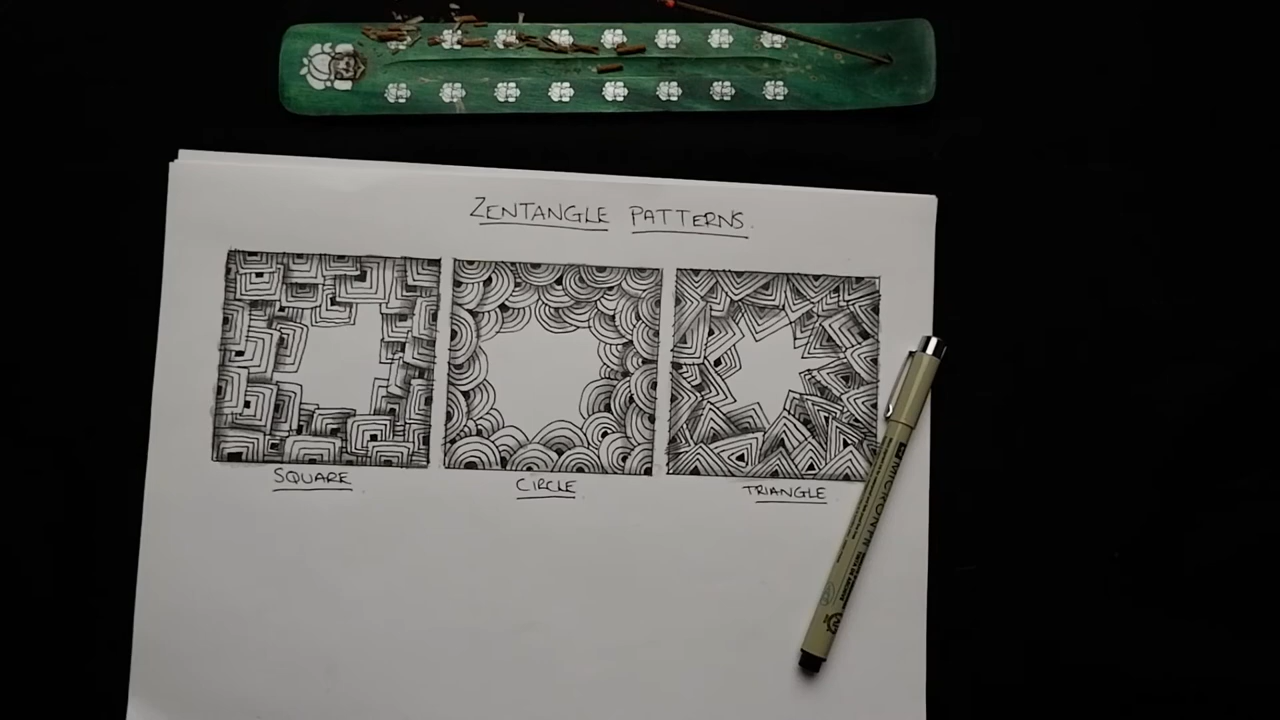 ZENTANGLE PATTERNS.
SQUARE
CIRCLE
TRIANGLE
MICRON